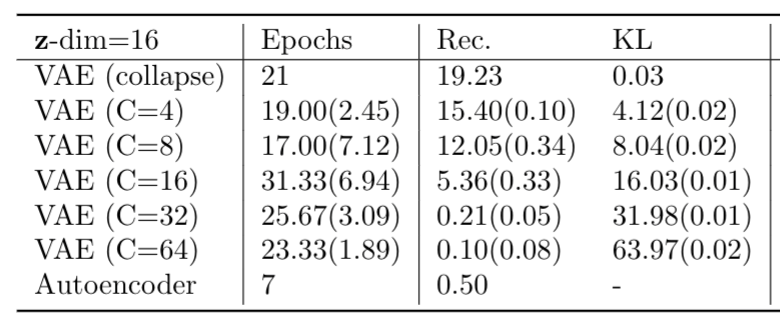 z-dim=16 Epochs Rec. KL
VAE (collapse) 21 19.23 0.03
VAE (C=4) 19.00(2.45) 15.40(0.10) 4.12(0.02)
VAE (C=8) 17.00(7.12) 12.05(0.34) 8.04(0.02)
VAE (C=16) 31.33(6.94) 5.36(0.33) 16.03(0.01)
VAE (C=32) 25.67(3.09) 0.21(0.05) 31.98(0.01)
VAE (C=64) 23.33(1.89) 0.10(0.08) 63.97(0.02)
Autoencoder 7 0.50 -